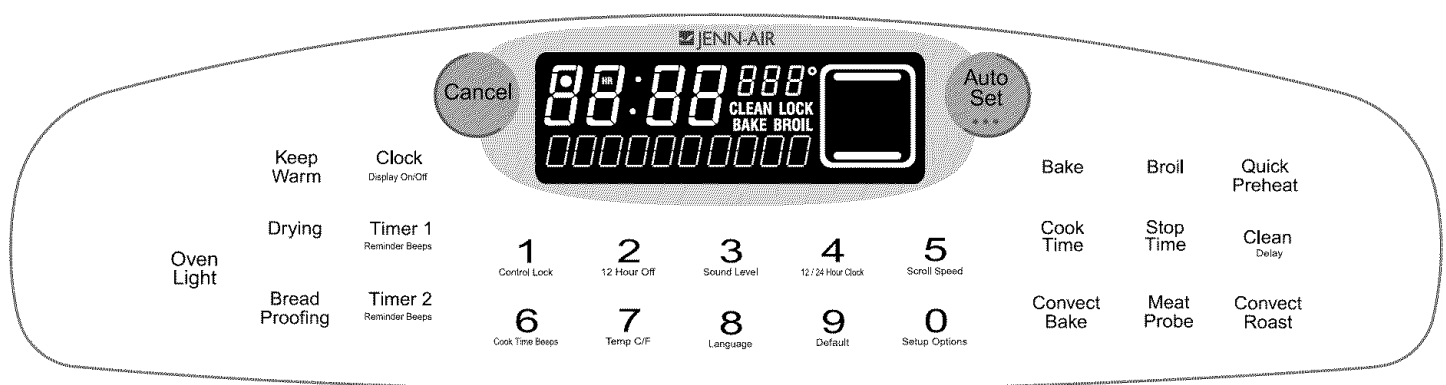 JENN-AIR
Cancel
HR
CLEAN LOCK
BAKE BROIL
Auto
Set
Keep
Warm
Clock
Display On/Off
Drying
Timer 1
Reminder Beeps
Oven
Light
Bread
Proofing
Timer 2
Reminder Beeps
1
Control Lock
2
12 Hour Off
3
Sound Level
4
12 / 24 Hour Clock
5
Scroll Speed
6
Cook Time Beeps
7
Temp C/F
8
Language
9
Default
0
Setup Options
Bake
Broil
Quick
Preheat
Cook
Time
Stop
Time
Clean
Delay
Convect
Bake
Meat
Probe
Convect
Roast